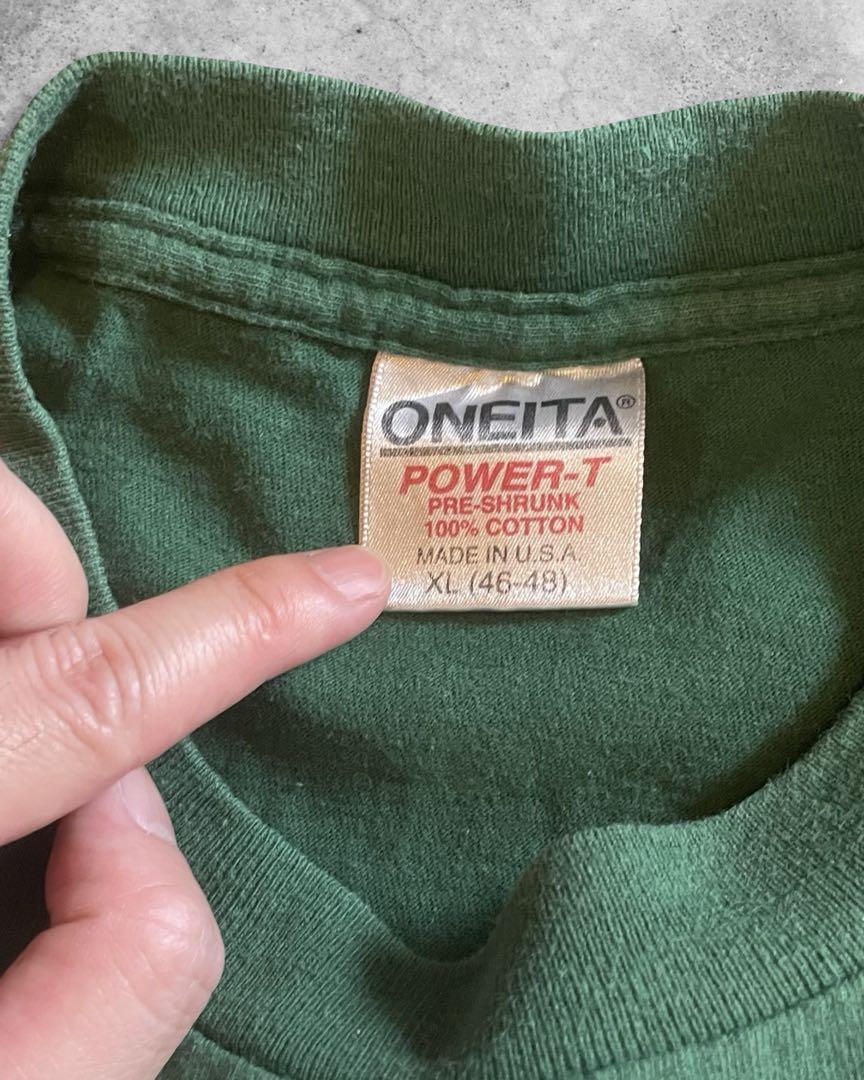 ONEITA®
POWER-T
PRE-SHRUNK
100% COTTON
MADE IN U.S.A.
XL (46-48)